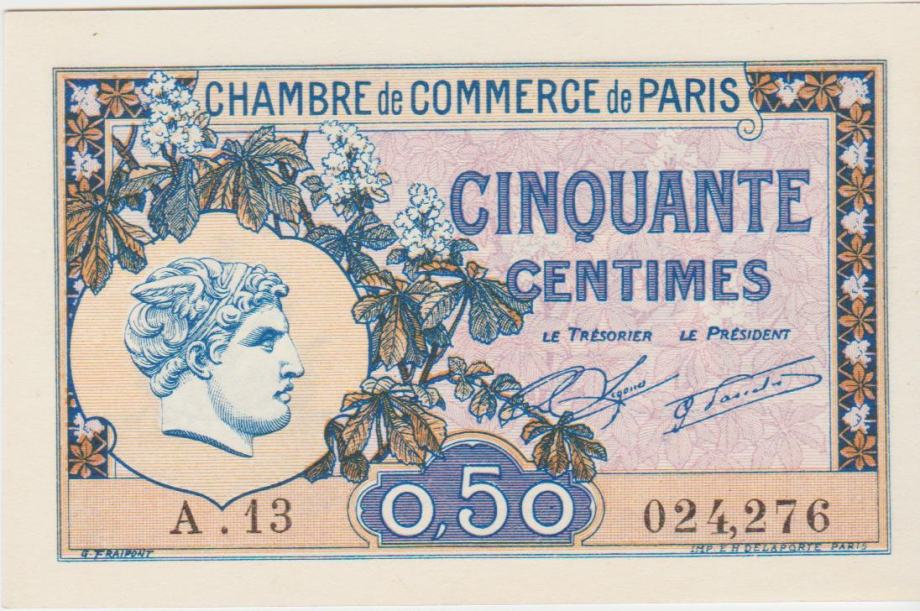 CHAMBRE de COMMERCE de PARIS
CINQUANTE
CENTIMES
LE TRÉSORIER LE PRÉSIDENT
A.13 0,50 024,276
G. FRAIPONT IMP. E H DELAPORTE PARIS